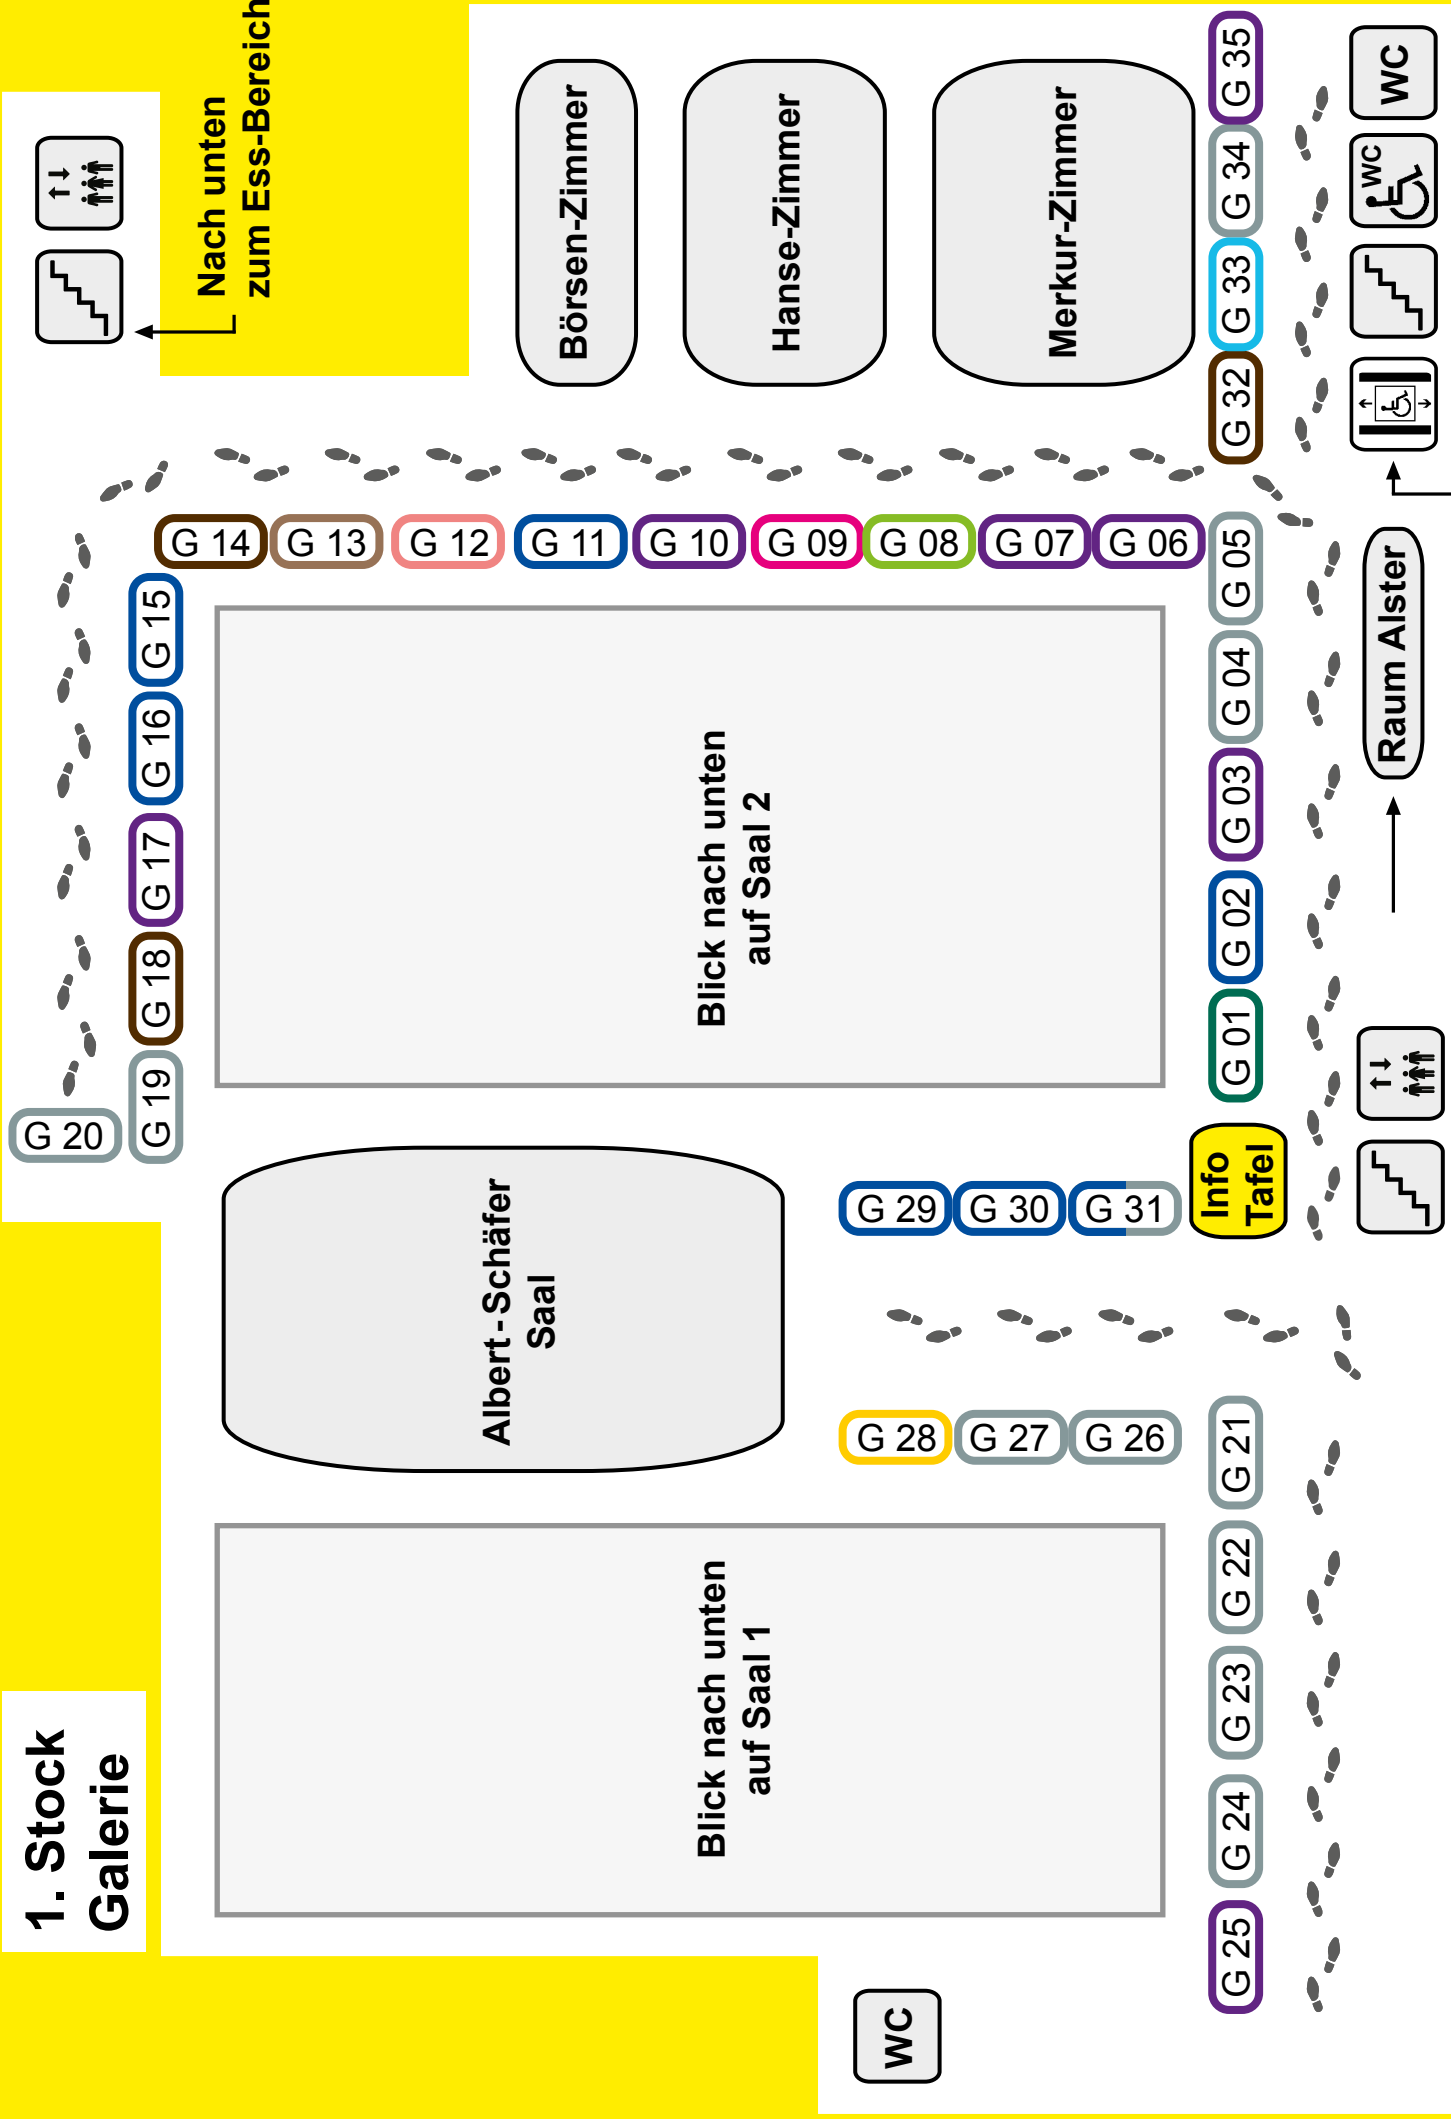 1. Stock
Galerie
Nach unten
zum Ess-Bereich
G 20
G 19
G 18
G 17
G 16
G 15
G 14
G 13
G 12
G 11
G 10
G 09
G 08
G 07
G 06
Börsen-Zimmer
Hanse-Zimmer
Merkur-Zimmer
Blick nach unten
auf Saal 1
Albert-Schäfer
Saal
Blick nach unten
auf Saal 2
G 28
G 27
G 26
G 29
G 30
G 31
WC
G 25
G 24
G 23
G 22
G 21
Info
Tafel
G 01
G 02
G 03
G 04
G 05
G 32
G 33
G 34
G 35
Raum Alster
WC
WC